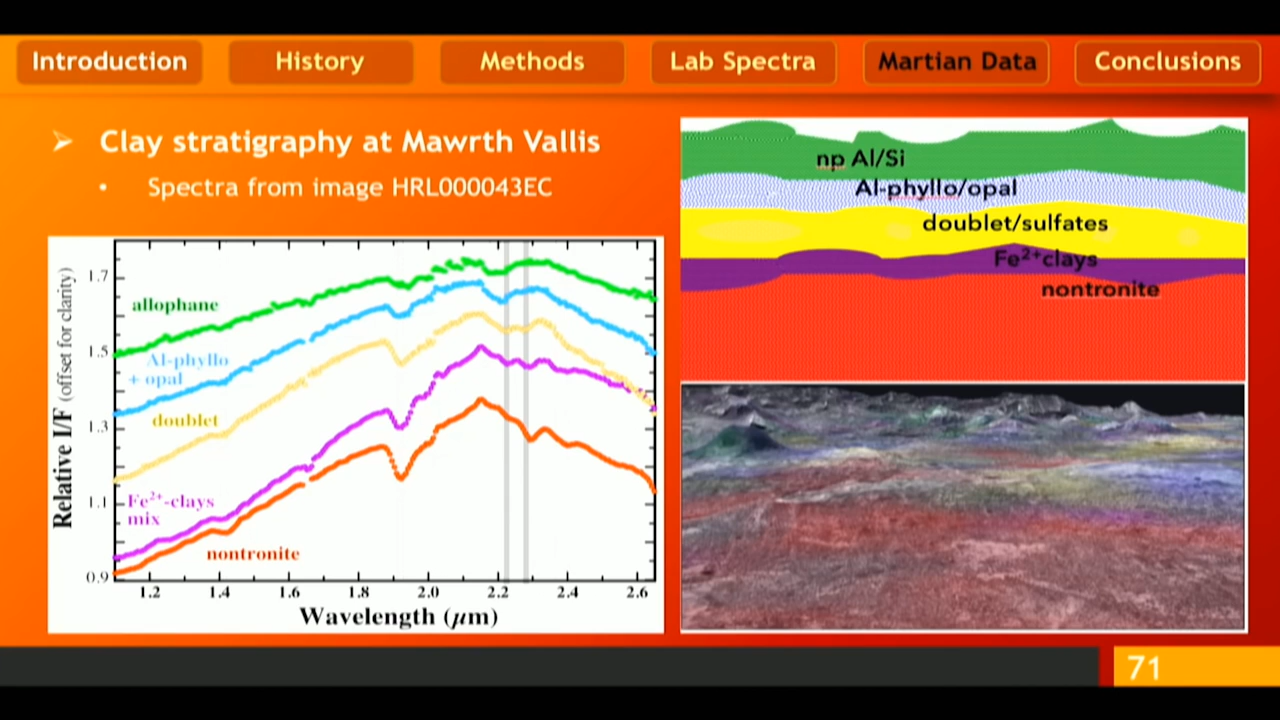 Introduction
History
Methods
Lab Spectra
Martian Data
Conclusions
Clay stratigraphy at Mawrth Vallis
Spectra from image HRL000043EC
Relative I/F (offset for clarity)
1.7
1.5
1.3
1.1
0.9
allophane
Al-phyllo
+ opal
doublet
Fe²⁺-clays
mix
nontronite
1.2 1.4 1.6 1.8 2.0 2.2 2.4 2.6
Wavelength (µm)
np Al/Si
Al-phyllo/opal
doublet/sulfates
Fe²⁺clays
nontronite
71